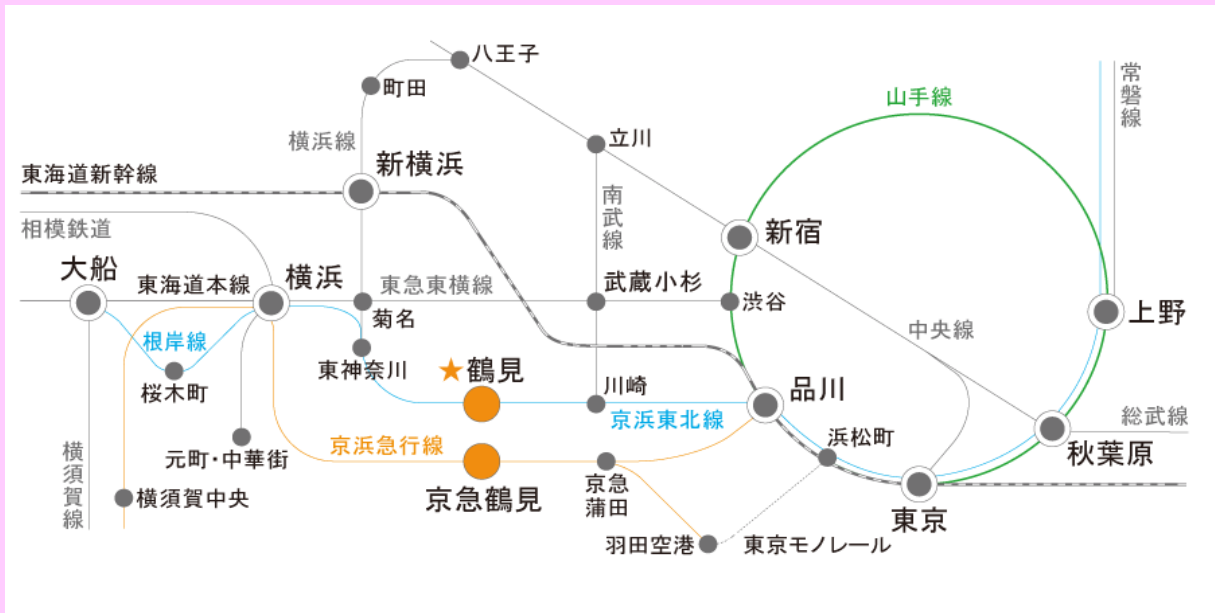 八王子
町田
常磐線
山手線
横浜線
立川
新横浜
東海道新幹線
南武線
相模鉄道
新宿
大船
東海道本線
横浜
東急東横線
武蔵小杉
渋谷
上野
菊名
中央線
根岸線
東神奈川
★鶴見
川崎
品川
桜木町
京浜東北線
総武線
浜松町
秋葉原
元町・中華街
京浜急行線
横須賀線
横須賀中央
京急鶴見
京急
蒲田
東京
羽田空港
東京モノレール